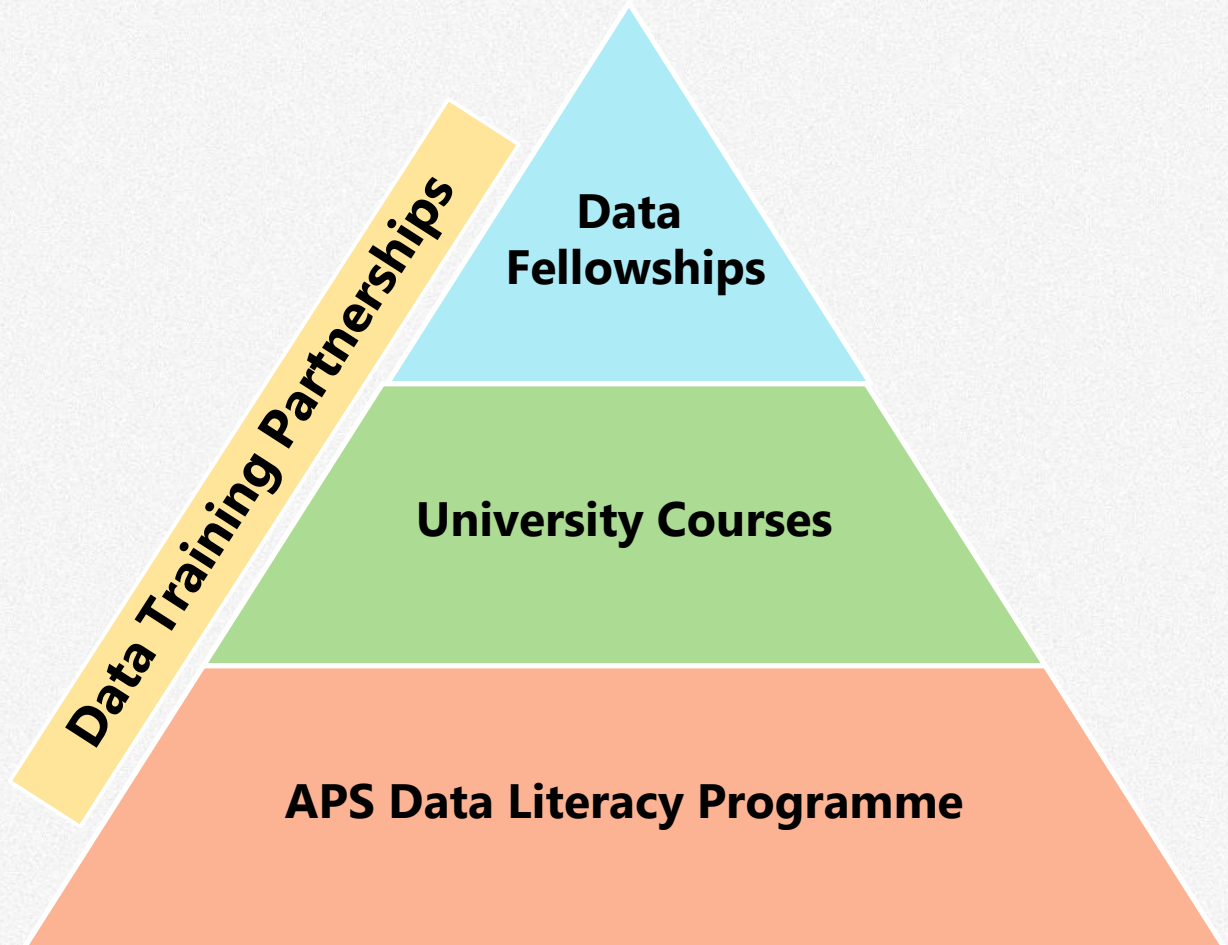 Data
Fellowships
Data Training Partnerships
University Courses
APS Data Literacy Programme